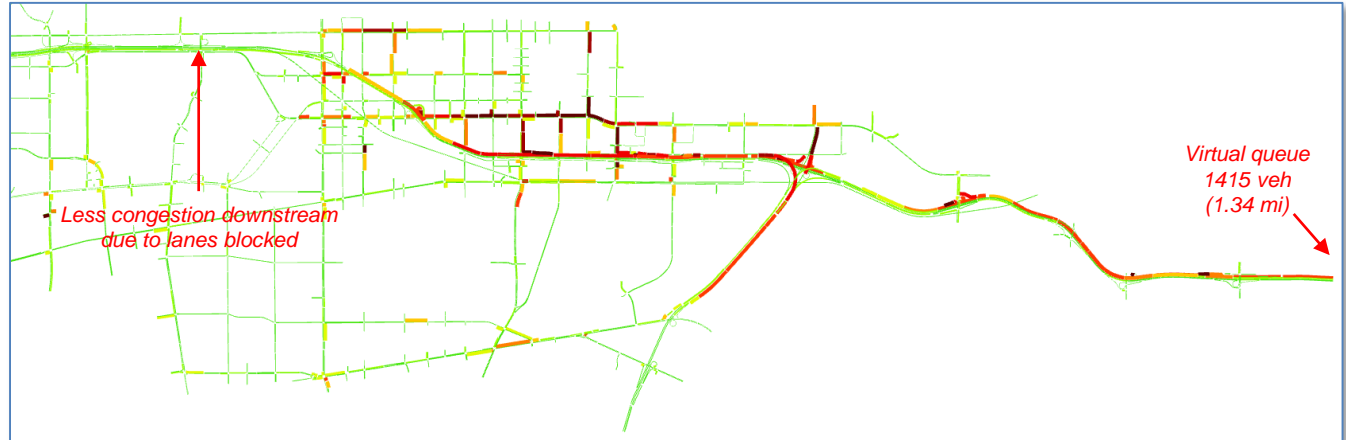 Less congestion downstream
due to lanes blocked
Virtual queue
1415 veh
(1.34 mi)